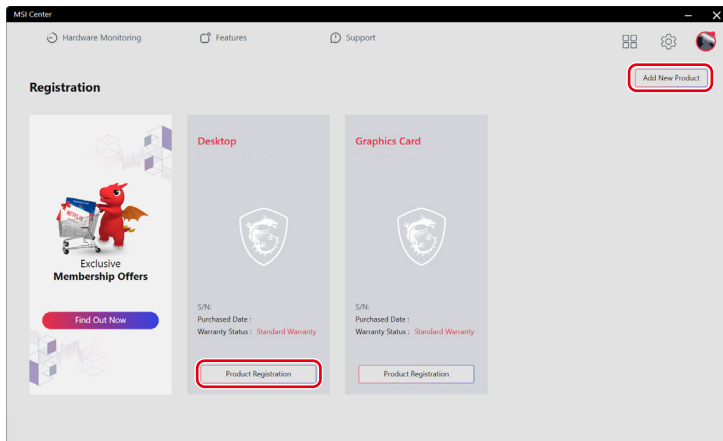 MSI Center
Hardware Monitoring
Features
Support
Add New Product
Registration
Desktop
Graphics Card
NETFLIX
Exclusive
Membership Offers
Find Out Now
S/N:
Purchased Date :
Warranty Status : Standard Warranty
Product Registration
S/N:
Purchased Date :
Warranty Status : Standard Warranty
Product Registration